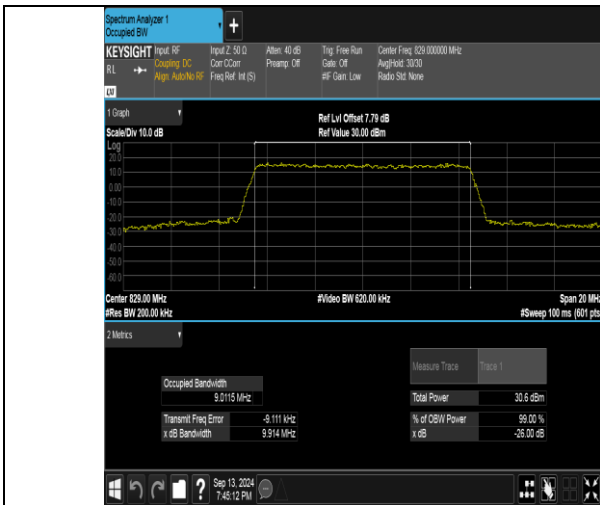 Spectrum Analyzer 1
Occupied BW
KEYSIGHT Input: RF Input Z: 50 Ω Atten: 40 dB Trig: Free Run Center Freq: 829.000000 MHz
RL Coupling: DC Corr CCorr Preamp: Off Gate: Off Avg|Hold: 30/30
Align: Auto/No RF Freq Ref: Int (S) #IF Gain: Low Radio Std: None
LXI
1 Graph
Ref Lvl Offset 7.79 dB
Scale/Div 10.0 dB Ref Value 30.00 dBm
Log
20.0
10.0
0.00
-10.0
-20.0
-30.0
-40.0
-50.0
-60.0
Center 829.00 MHz #Video BW 620.00 kHz Span 20 MHz
#Res BW 200.00 kHz #Sweep 100 ms (601 pts
2 Metrics
Measure Trace Trace 1
Occupied Bandwidth
9.0115 MHz Total Power 30.6 dBm
Transmit Freq Error -9.111 kHz % of OBW Power 99.00 %
x dB Bandwidth 9.914 MHz x dB -26.00 dB
? Sep 13, 2024
7:45:12 PM